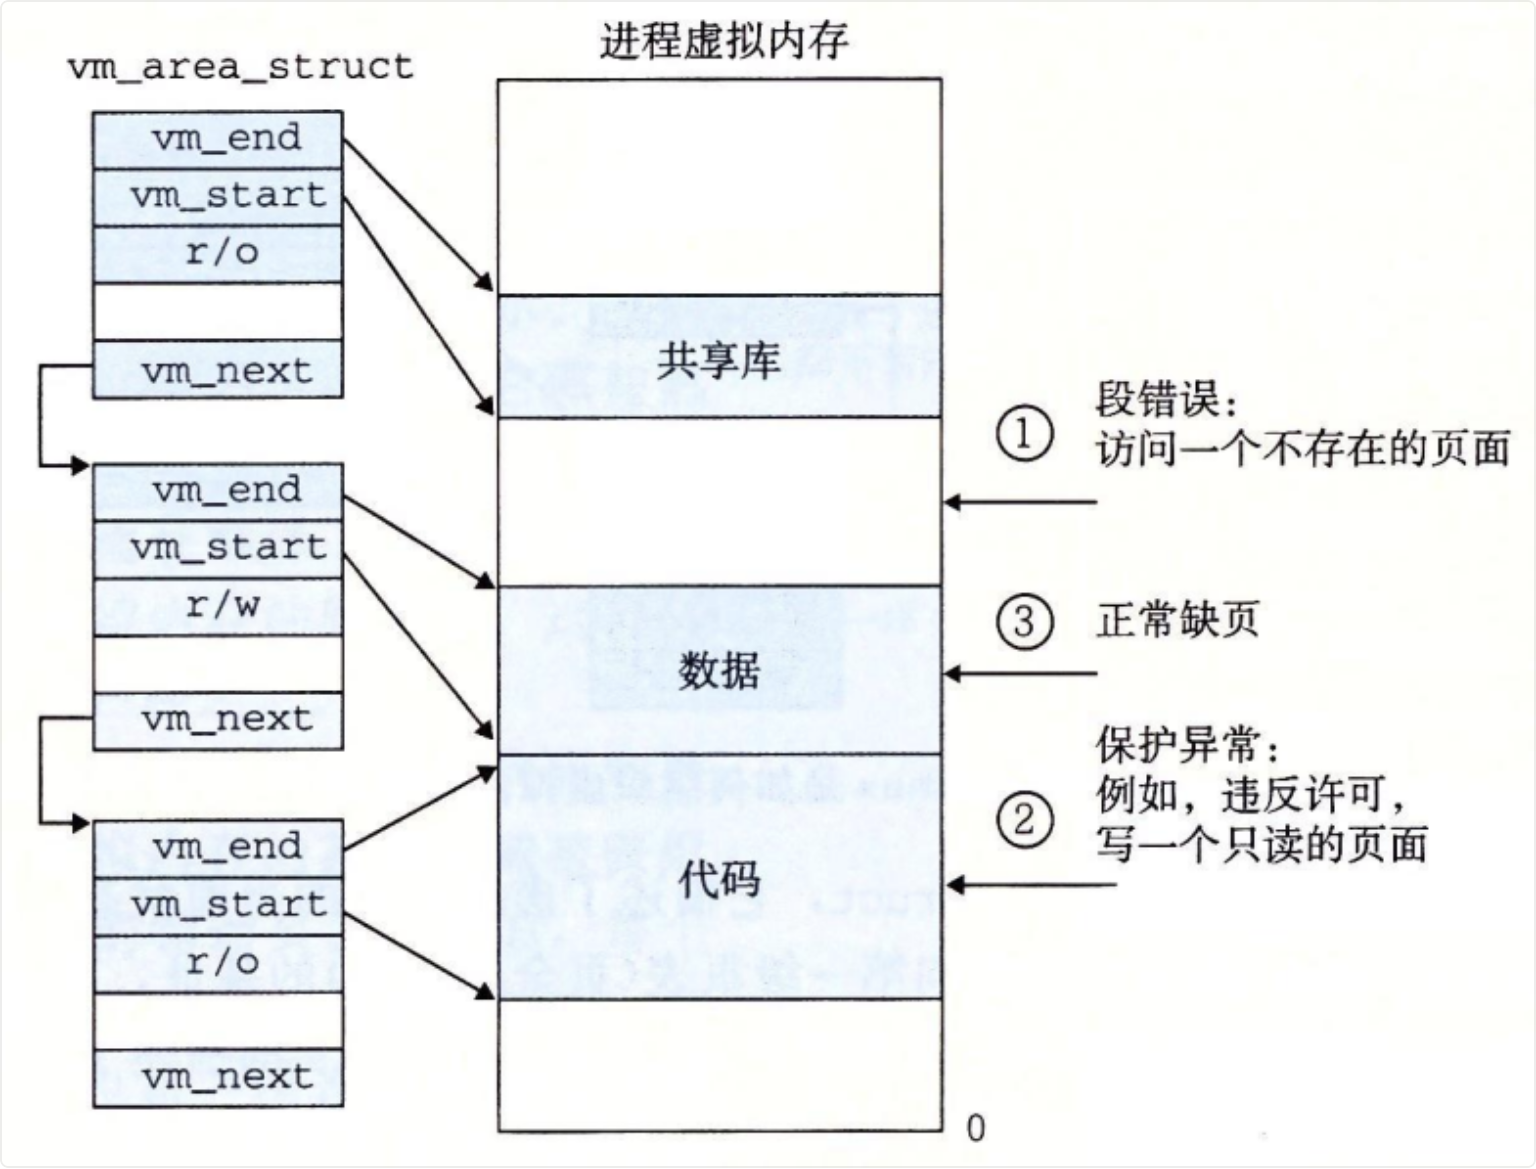 进程虚拟内存
vm_area_struct
vm_end
vm_start
r/o
vm_next
vm_end
vm_start
r/w
vm_next
vm_end
vm_start
r/o
vm_next
共享库
数据
代码
0
① 段错误：
访问一个不存在的页面
③ 正常缺页
② 保护异常：
例如，违反许可，
写一个只读的页面